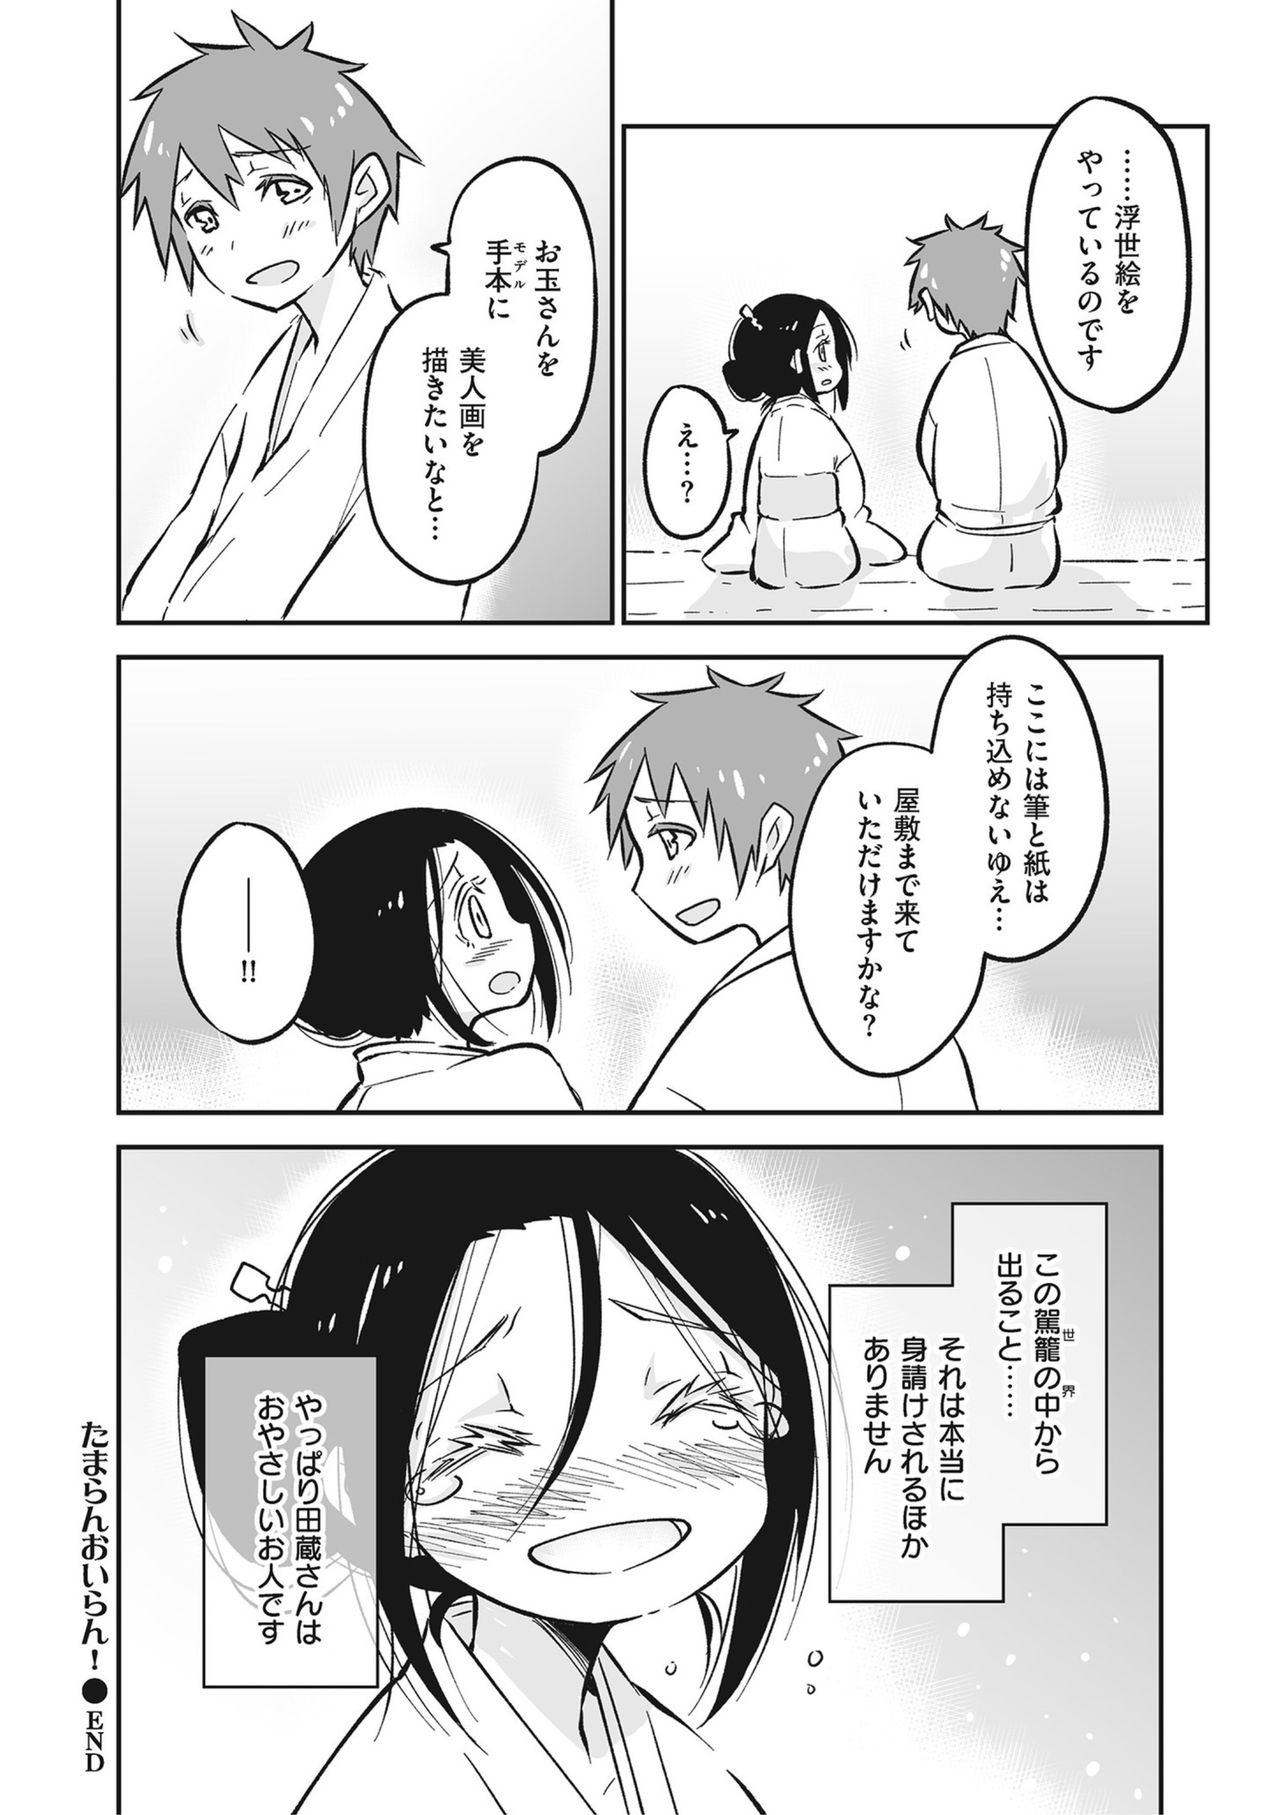 ……浮世絵を
やっているのです
え…?
お玉さんを
手本に
モデル
美人画を
描きたいなと…
ここには筆と紙は
持ち込めないゆえ…
屋敷まで来て
いただけますかな?
――!!
この駕籠の中から
世界
出ること……
それは本当に
身請けされるほか
ありません
やっぱり田蔵さんは
おやさしいお人です
たまらんおいらん!●END